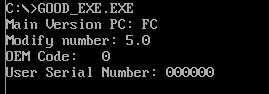 C:\>GOOD_EXE.EXE
Main Version PC: FC
Modify number: 5.0
OEM Code:   0
User Serial Number: 000000